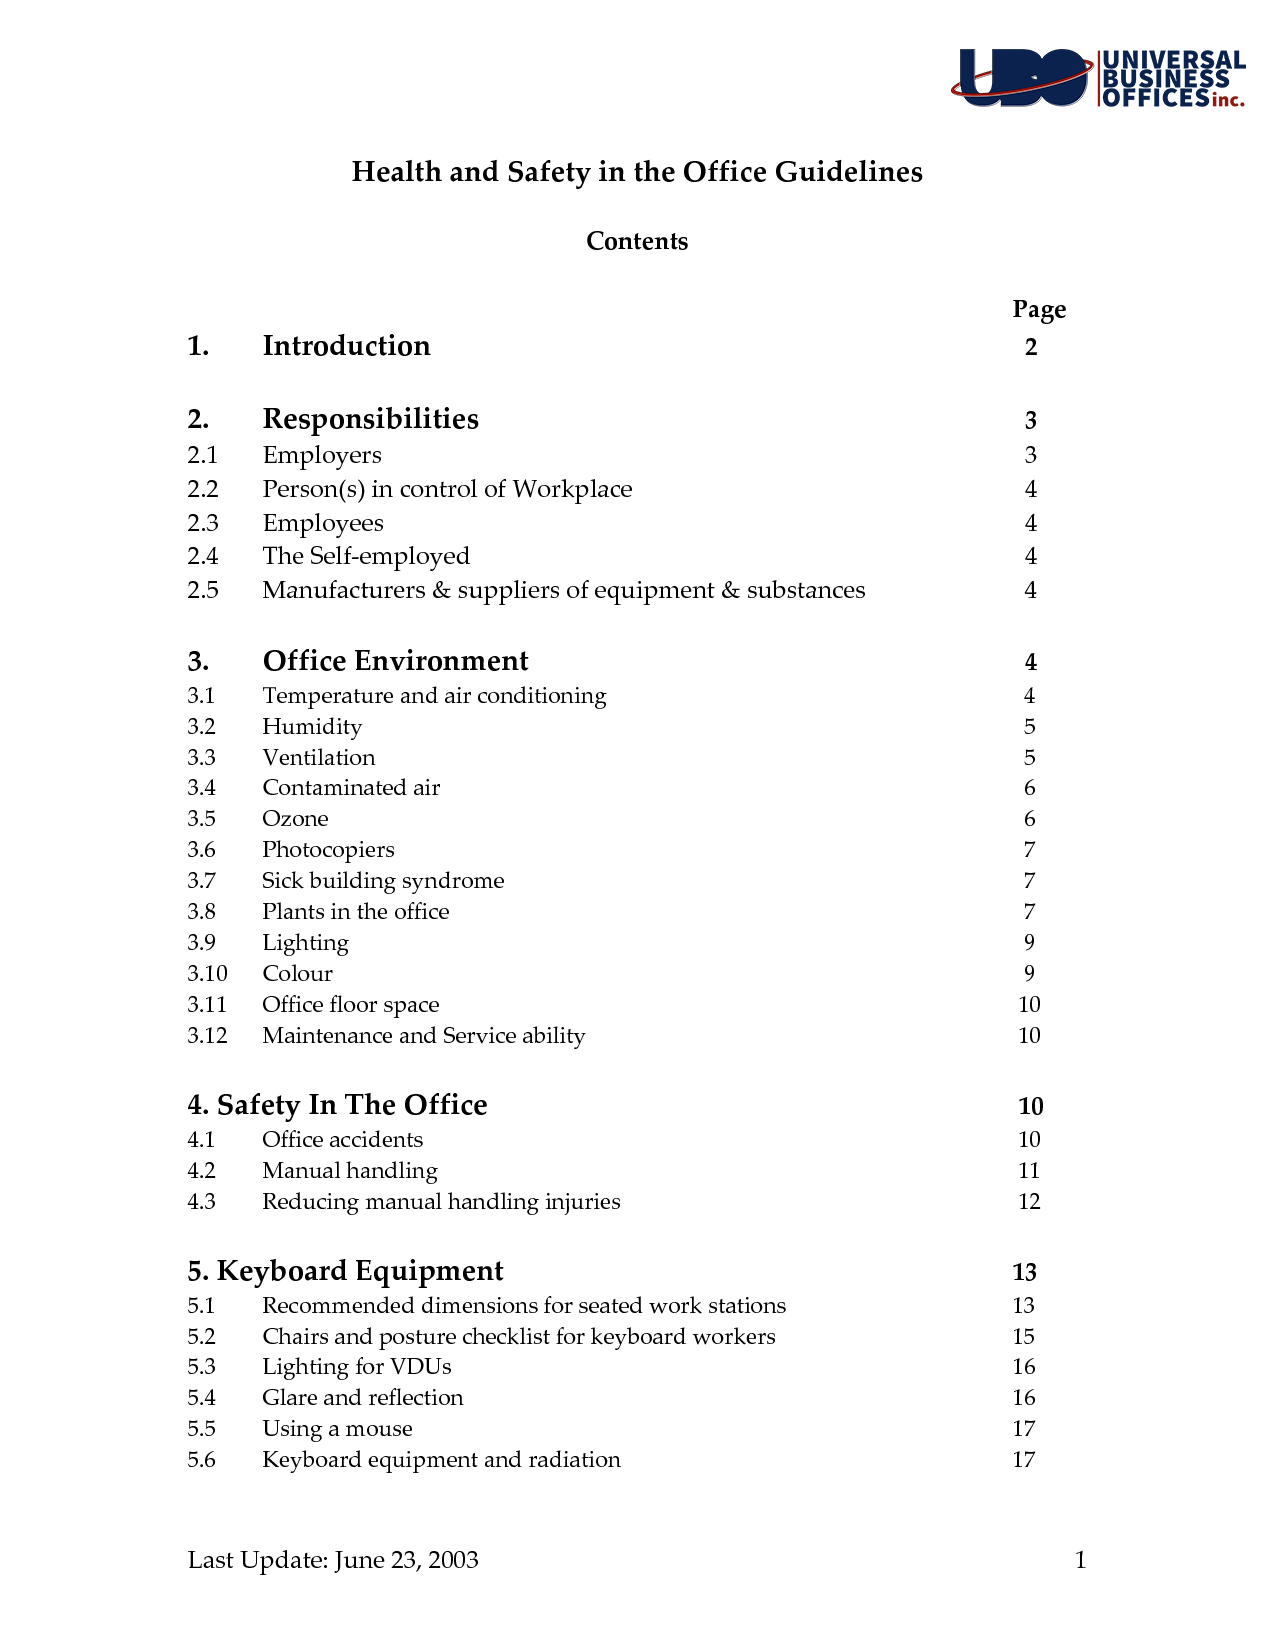 UBO UNIVERSAL
BUSINESS
OFFICES inc.
Health and Safety in the Office Guidelines
Contents
Page
1. Introduction 2
2. Responsibilities 3
2.1 Employers 3
2.2 Person(s) in control of Workplace 4
2.3 Employees 4
2.4 The Self-employed 4
2.5 Manufacturers & suppliers of equipment & substances 4
3. Office Environment 4
3.1 Temperature and air conditioning 4
3.2 Humidity 5
3.3 Ventilation 5
3.4 Contaminated air 6
3.5 Ozone 6
3.6 Photocopiers 7
3.7 Sick building syndrome 7
3.8 Plants in the office 7
3.9 Lighting 9
3.10 Colour 9
3.11 Office floor space 10
3.12 Maintenance and Service ability 10
4. Safety In The Office 10
4.1 Office accidents 10
4.2 Manual handling 11
4.3 Reducing manual handling injuries 12
5. Keyboard Equipment 13
5.1 Recommended dimensions for seated work stations 13
5.2 Chairs and posture checklist for keyboard workers 15
5.3 Lighting for VDUs 16
5.4 Glare and reflection 16
5.5 Using a mouse 17
5.6 Keyboard equipment and radiation 17
Last Update: June 23, 2003 1